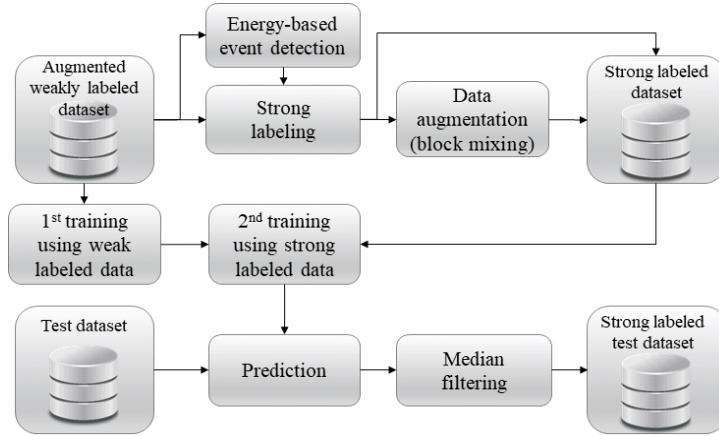 Energy-based
event detection
Augmented
weakly labeled
dataset
Strong
labeling
Data
augmentation
(block mixing)
Strong labeled
dataset
1st training
using weak
labeled data
2nd training
using strong
labeled data
Test dataset
Prediction
Median
filtering
Strong labeled
test dataset